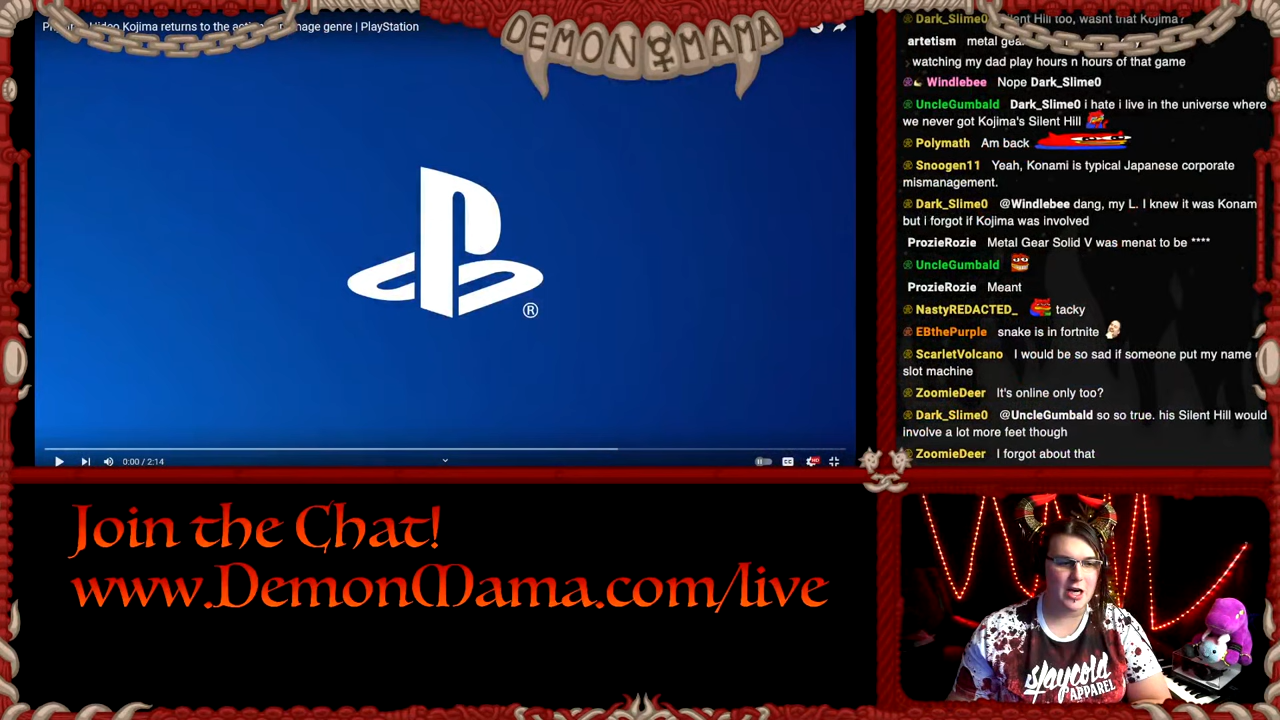 Video Kojima returns to the genre | PlayStation
DEMON MAMA
®
0:00 / 2:14
CC
HD
Join the Chat!
www.DemonMama.com/live
Dark_Slime0 Hill too, wasnt that Kojima?
artetism metal
watching my dad play hours n hours of that game
Windlebee Nope Dark_Slime0
UncleGumbald Dark_Slime0 i hate i live in the universe where
we never got Kojima's Silent Hill
Polymath Am back
Snoogen11 Yeah, Konami is typical Japanese corporate
mismanagement.
Dark_Slime0 @Windlebee dang, my L. I knew it was Konam
but i forgot if Kojima was involved
ProzieRozie Metal Gear Solid V was menat to be ****
UncleGumbald
ProzieRozie Meant
NastyREDACTED_ tacky
EBthePurple snake is in fortnite
ScarletVolcano I would be so sad if someone put my name
slot machine
ZoomieDeer It's online only too?
Dark_Slime0 @UncleGumbald so so true. his Silent Hill would
involve a lot more feet though
ZoomieDeer I forgot about that
slaycold
APPAREL